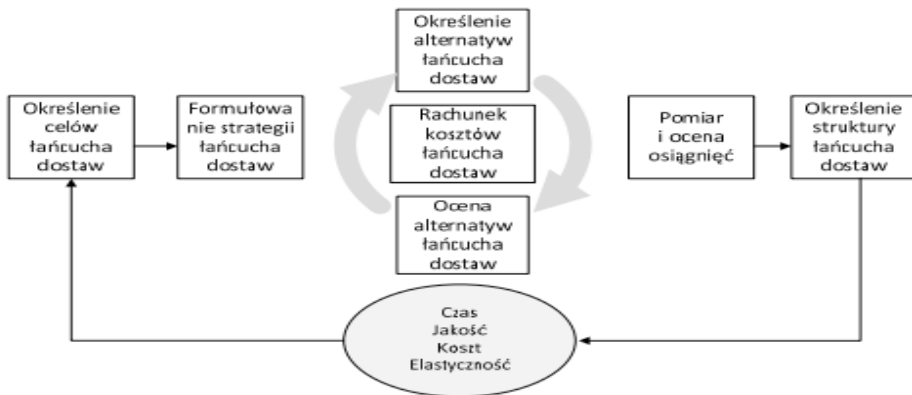 Określenie
celów
łańcucha
dostaw
Formułowa
nie strategii
łańcucha
dostaw
Określenie
alternatyw
łańcucha
dostaw
Rachunek
kosztów
łańcucha
dostaw
Ocena
alternatyw
łańcucha
dostaw
Pomiar
i ocena
osiągnięć
Określenie
struktury
łańcucha
dostaw
Czas
Jakość
Koszt
Elastyczność